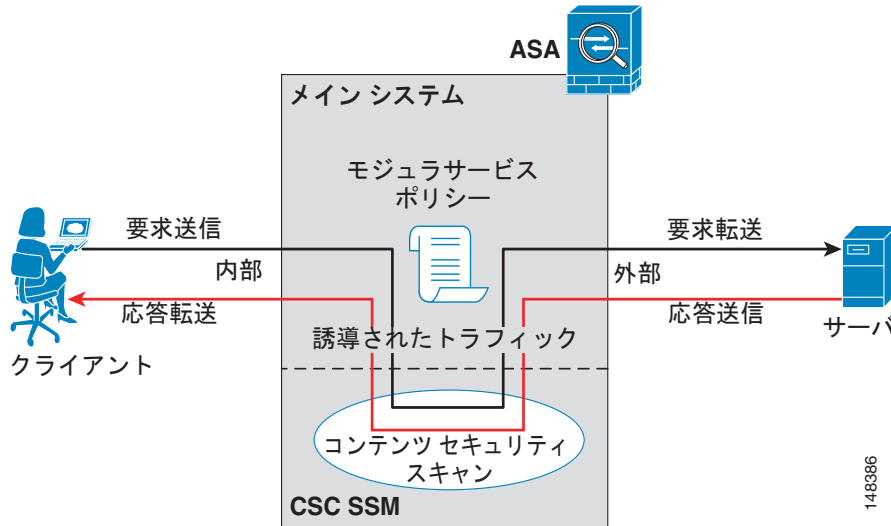 ASA
メイン システム
モジュラサービス
ポリシー
要求送信
要求転送
内部
外部
応答転送
応答送信
サーバ
誘導されたトラフィック
クライアント
コンテンツ セキュリティ
スキャン
CSC SSM
148386